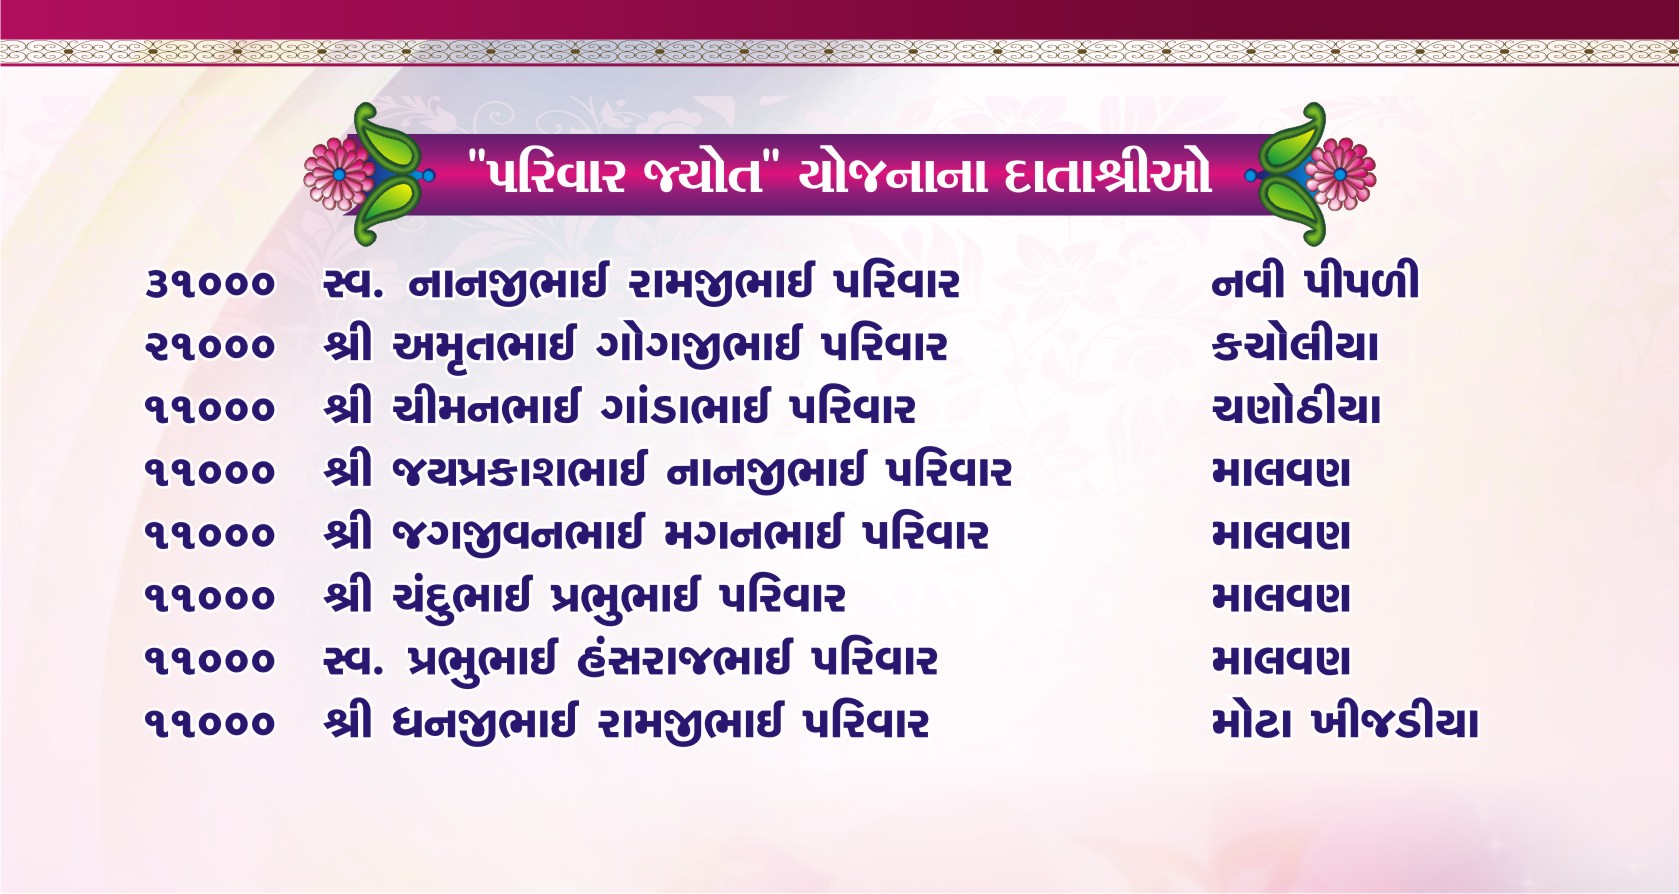 "પરિવાર જ્યોત" યોજનાના દાતાશ્રીઓ
૩૧૦૦૦ સ્વ. નાનજીભાઈ રામજીભાઈ પરિવાર નવી પીપળી
૨૧૦૦૦ શ્રી અમૃતભાઈ ગોગજીભાઈ પરિવાર કચોલીયા
૧૧૦૦૦ શ્રી ચીમનભાઈ ગાંડાભાઈ પરિવાર ચણોઠીયા
૧૧૦૦૦ શ્રી જયપ્રકાશભાઈ નાનજીભાઈ પરિવાર માલવણ
૧૧૦૦૦ શ્રી જગજીવનભાઈ મગનભાઈ પરિવાર માલવણ
૧૧૦૦૦ શ્રી ચંદુભાઈ પ્રભુભાઈ પરિવાર માલવણ
૧૧૦૦૦ સ્વ. પ્રભુભાઈ હંસરાજભાઈ પરિવાર માલવણ
૧૧૦૦૦ શ્રી ધનજીભાઈ રામજીભાઈ પરિવાર મોટા ખીજડીયા